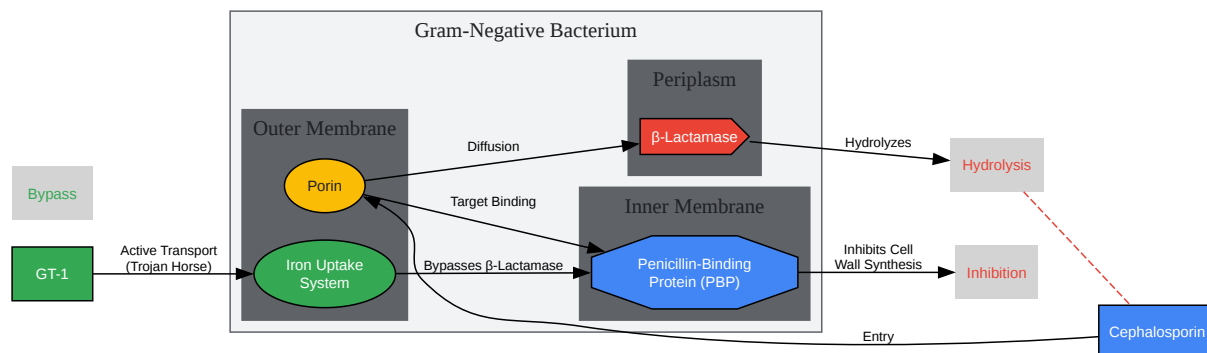 Gram-Negative Bacterium
Periplasm
Outer Membrane
β-Lactamase
Diffusion
Hydrolyzes
Hydrolysis
Bypass
Porin
Target Binding
Inner Membrane
GT-1
Active Transport
(Trojan Horse)
Iron Uptake
System
Bypasses β-Lactamase
Penicillin-Binding
Protein (PBP)
Inhibits Cell
Wall Synthesis
Inhibition
Entry
Cephalosporin